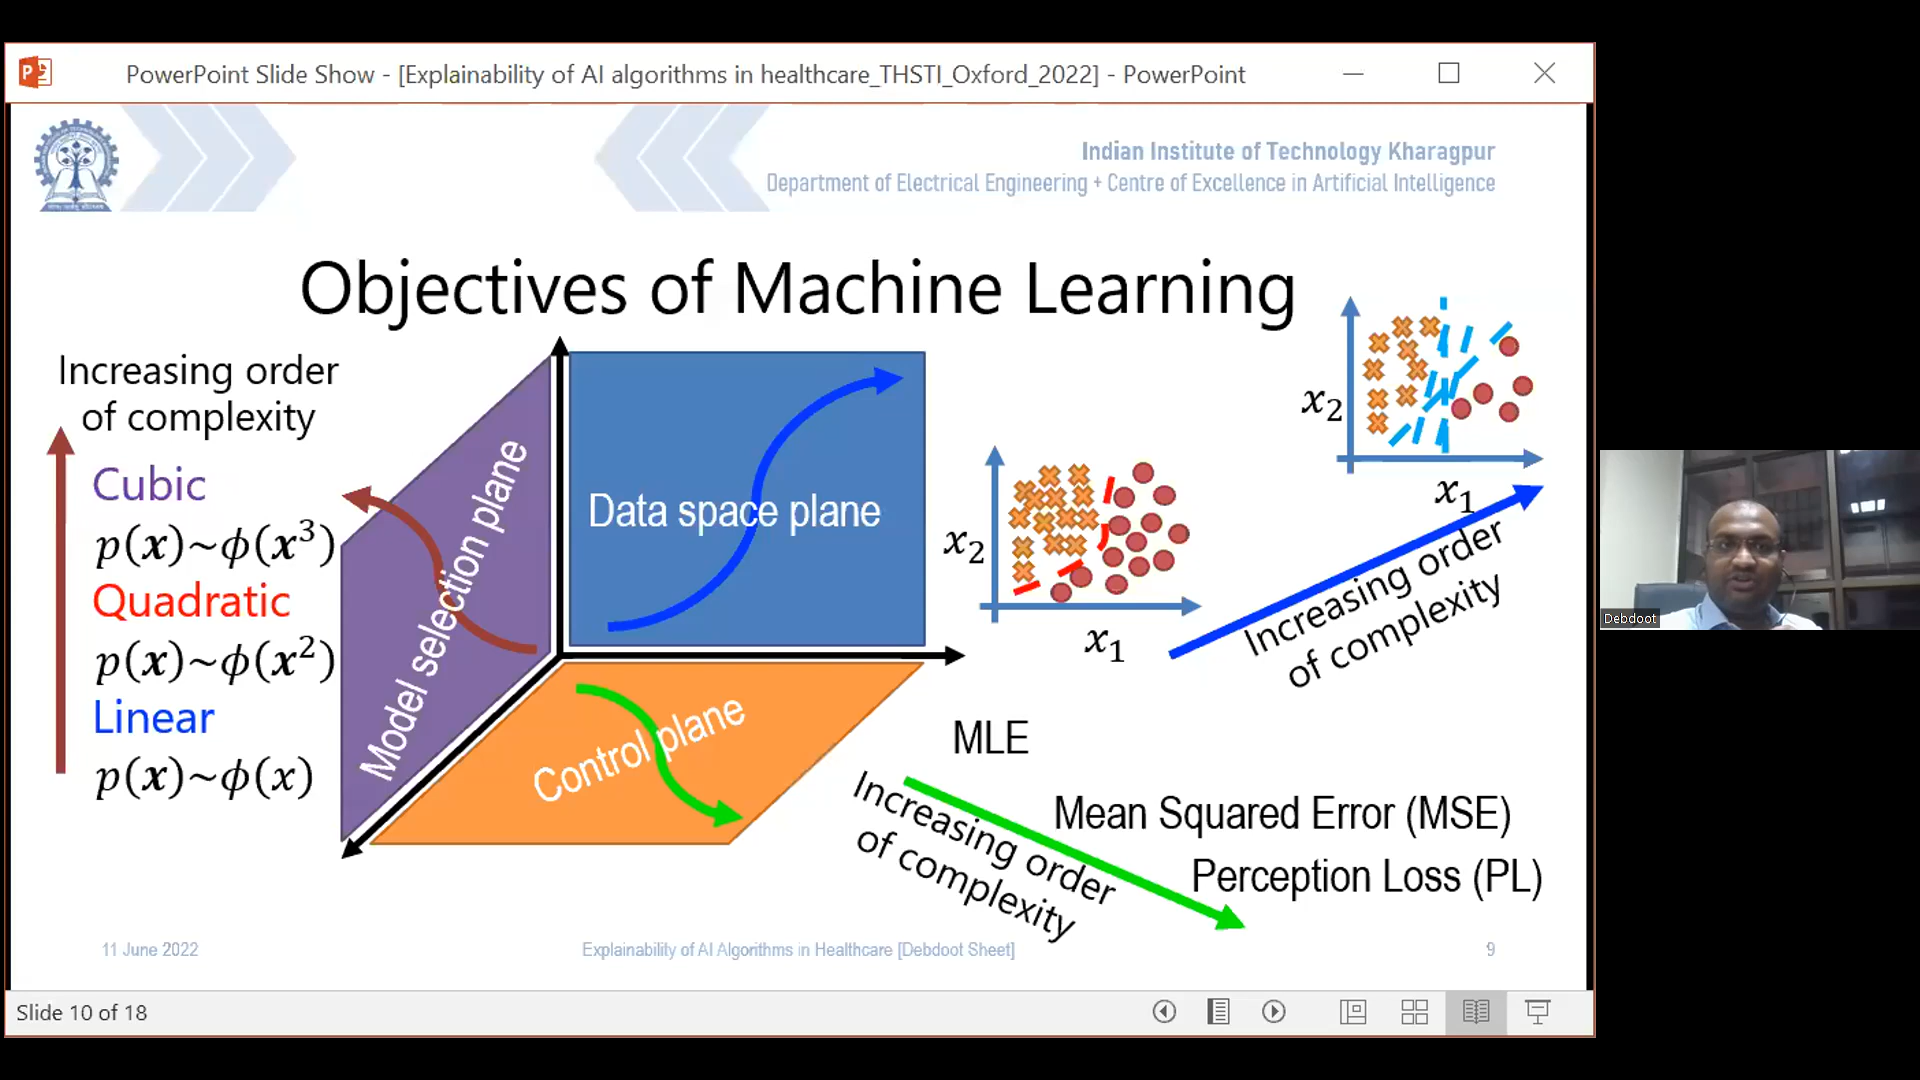 PowerPoint Slide Show - [Explainability of AI algorithms in healthcare_THSTI_Oxford_2022] - PowerPoint
Indian Institute of Technology Kharagpur
Department of Electrical Engineering + Centre of Excellence in Artificial Intelligence
Objectives of Machine Learning
Increasing order
of complexity
Cubic
p(x)~ϕ(x³)
Quadratic
p(x)~ϕ(x²)
Linear
p(x)~ϕ(x)
Model selection plane
Data space plane
Control plane
x₂
x₁
x₂
x₁
Increasing order
of complexity
MLE
Mean Squared Error (MSE)
Perception Loss (PL)
Increasing order
of complexity
11 June 2022
Explainability of AI Algorithms in Healthcare [Debdoot Sheet]
9
Slide 10 of 18
Debdoot